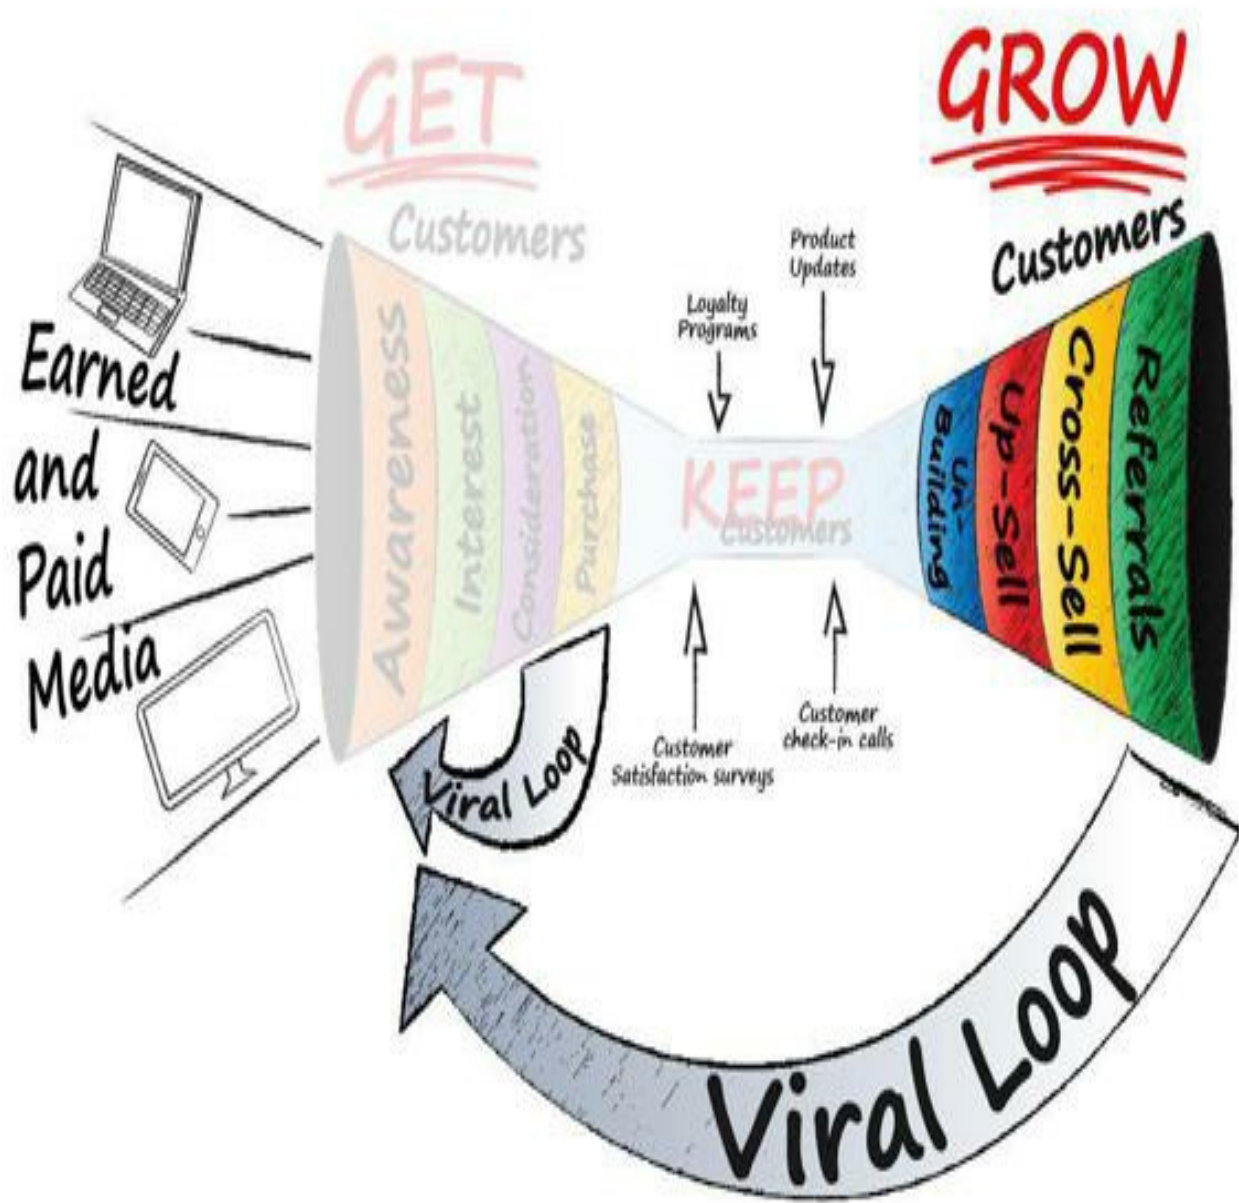 GET
Customers
GROW
Customers
Earned
and
Paid
Media
Awareness
Interest
Consideration
Purchase
Loyalty
Programs
Product
Updates
KEEP
Customers
Customer
Satisfaction surveys
Customer
check-in calls
Un-
Building
Up-Sell
Cross-Sell
Referrals
Viral Loop
Viral Loop